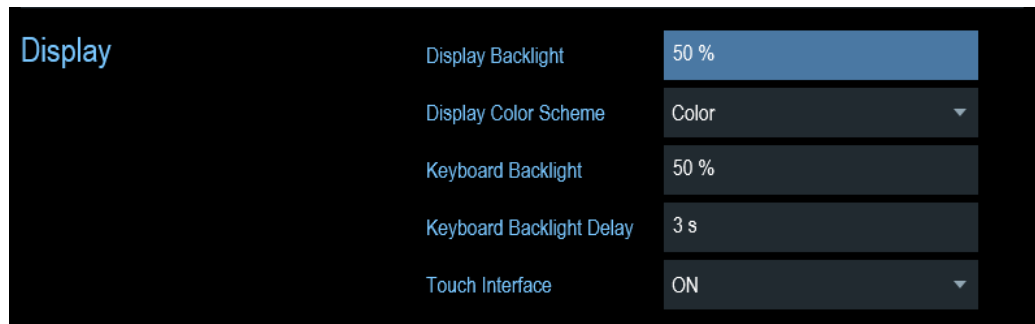 Display
Display Backlight 50 %
Display Color Scheme Color
Keyboard Backlight 50 %
Keyboard Backlight Delay 3 s
Touch Interface ON